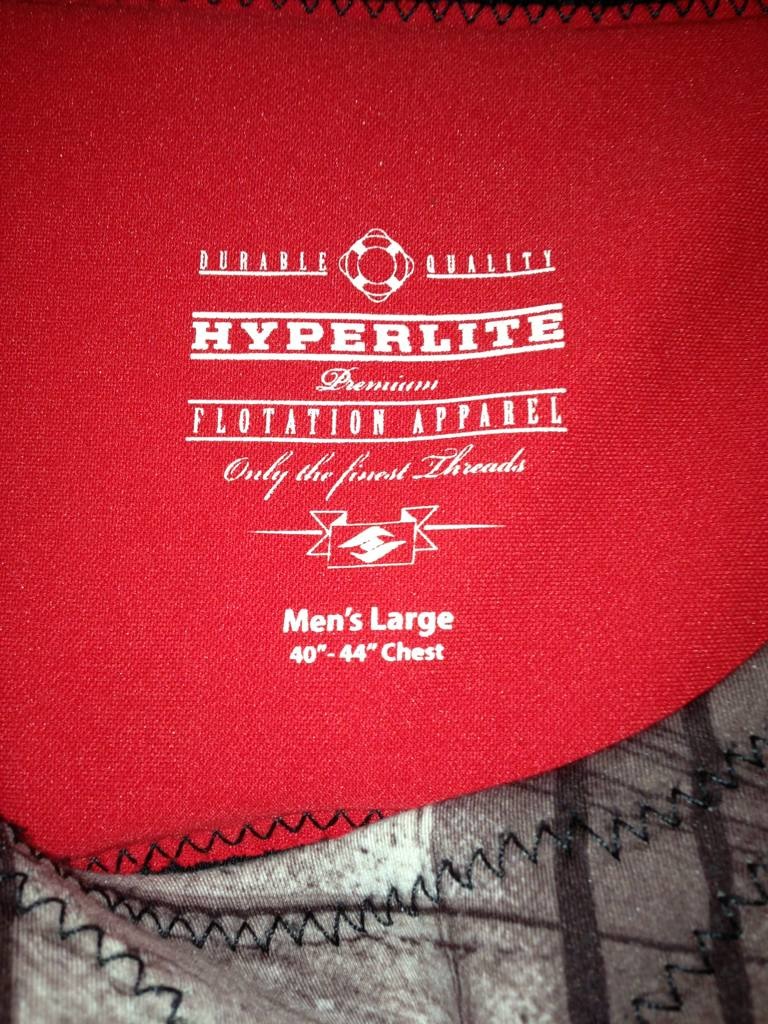 DURABLE QUALITY
HYPERLITE
Premium
FLOTATION APPAREL
Only the finest Threads
Men's Large
40"- 44" Chest